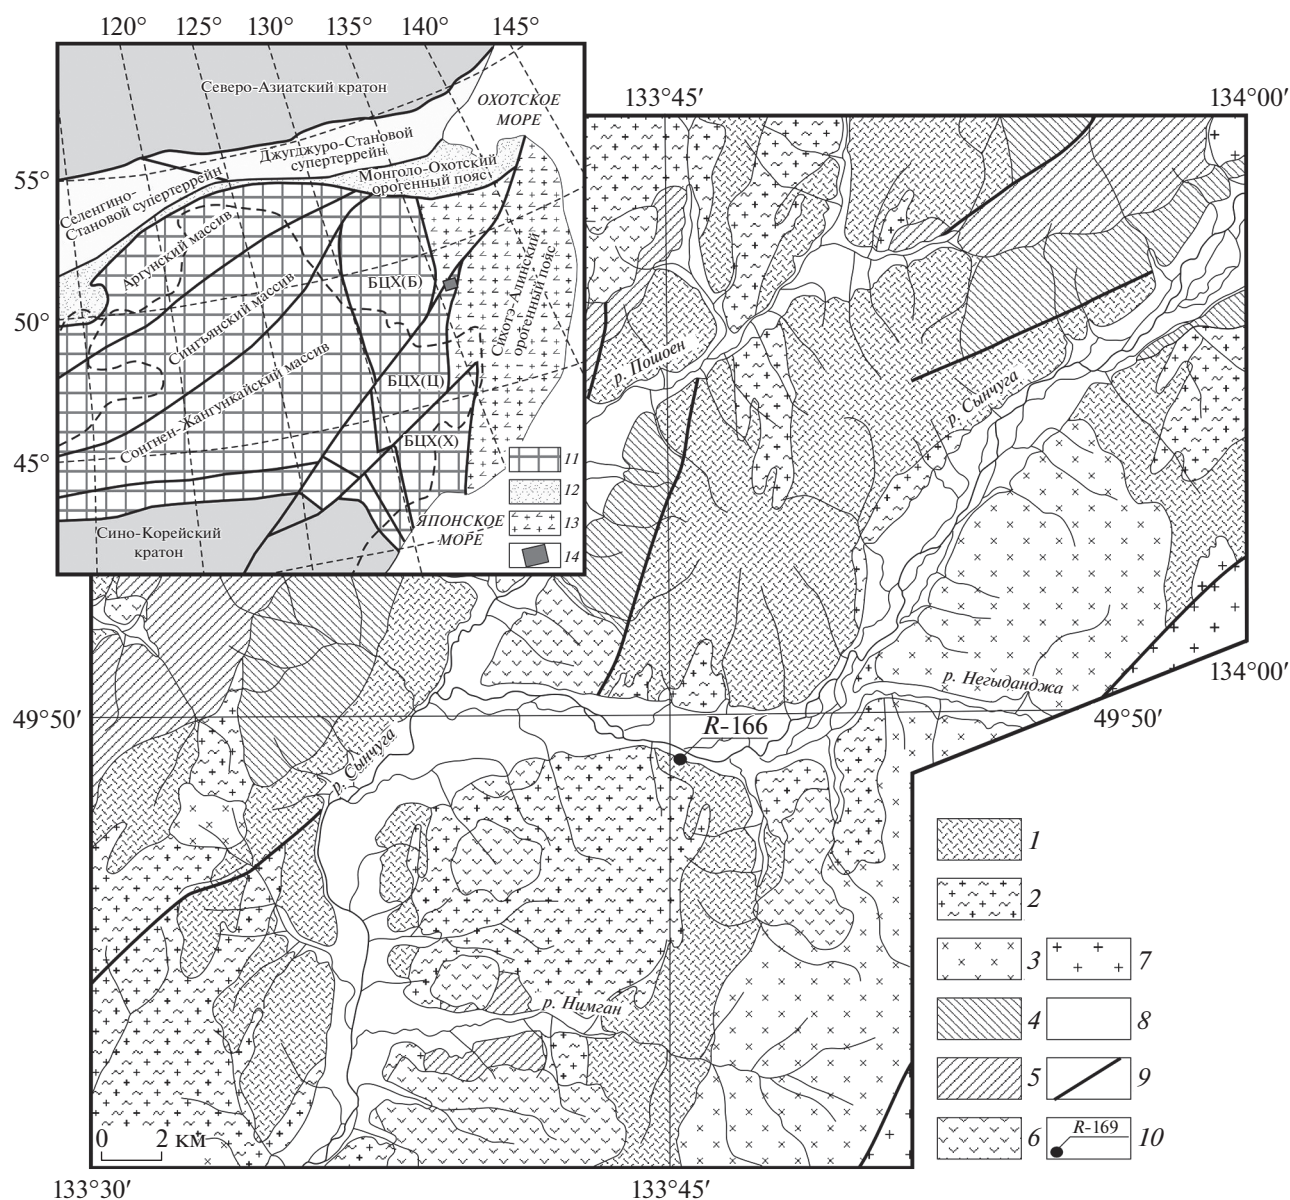 120° 125° 130° 135° 140° 145°
Северо-Азиатский кратон
ОХОТСКОЕ
МОРЕ
133°45′
134°00′
Джугджуро-Становой
супертеррейн
Монголо-Охотский
орогенный пояс
55°
Селенгино-
Становой супертеррейн
Аргунский массив
БЦХ(Б)
Сихотэ-Алинский
орогенный пояс
50°
Сингъянский массив
Сонгнен-Жангункайский массив
БЦХ(Ц)
БЦХ(Х)
45°
11
12
13
14
ЯПОНСКОЕ
МОРЕ
Сино-Корейский
кратон
р. Пошоен
р. Сынчуга
р. Негыданджа
134°00′
49°50′
49°50′
R-166
р. Сынчуга
р. Нимган
1
2
3
7
4
8
5
9
6
R-169
10
0 2 км
133°30′
133°45′